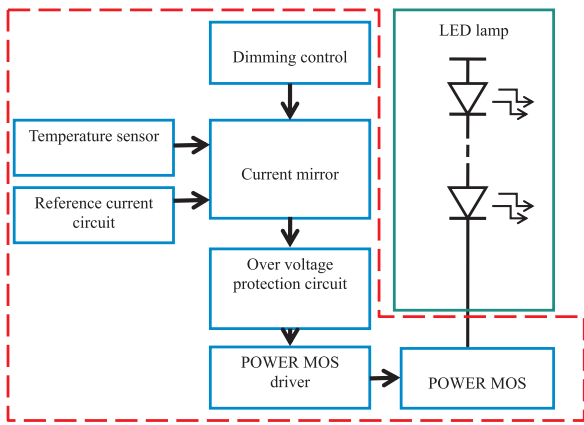 LED lamp
Dimming control
Temperature sensor
Current mirror
Reference current
circuit
Over voltage
protection circuit
POWER MOS
driver
POWER MOS